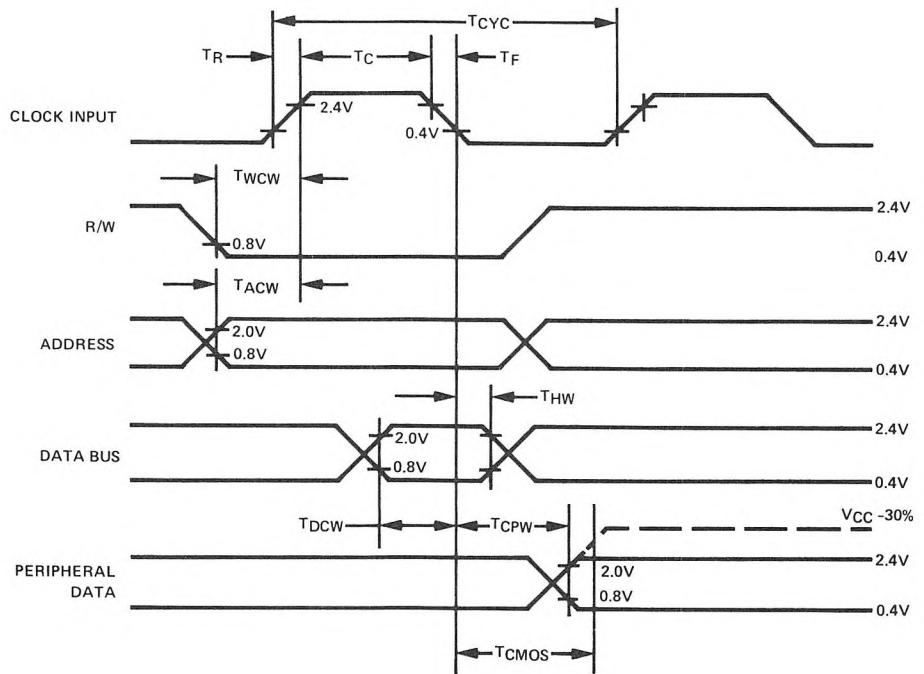 TCYC
TR
TC
TF
CLOCK INPUT
2.4V
0.4V
TWCW
R/W
0.8V
2.4V
0.4V
TACW
ADDRESS
2.0V
0.8V
2.4V
0.4V
THW
DATA BUS
2.0V
0.8V
2.4V
0.4V
TDCW
TCPW
VCC -30%
PERIPHERAL
DATA
2.0V
0.8V
2.4V
0.4V
TCMOS